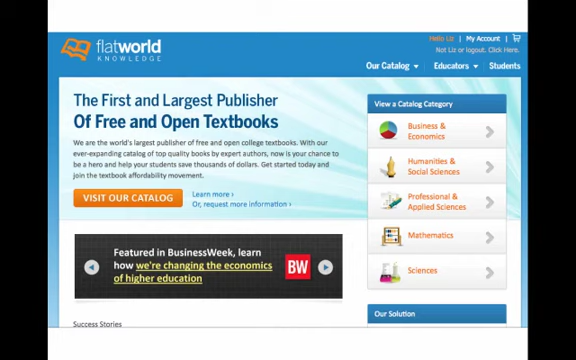 flatworld
KNOWLEDGE
Hello Liz | My Account |
Not Liz or logout. Click Here.
Our Catalog
Educators
Students
The First and Largest Publisher
Of Free and Open Textbooks
We are the world's largest publisher of free and open college textbooks. With our
ever-expanding catalog of top quality books by expert authors, now is your chance to
be a hero and help your students save thousands of dollars. Get started today and
join the textbook affordability movement.
VISIT OUR CATALOG
Learn more ›
Or, request more information ›
Featured in BusinessWeek, learn
how we're changing the economics
of higher education
BW
Success Stories
View a Catalog Category
Business &
Economics
Humanities &
Social Sciences
Professional &
Applied Sciences
Mathematics
Sciences
Our Solution